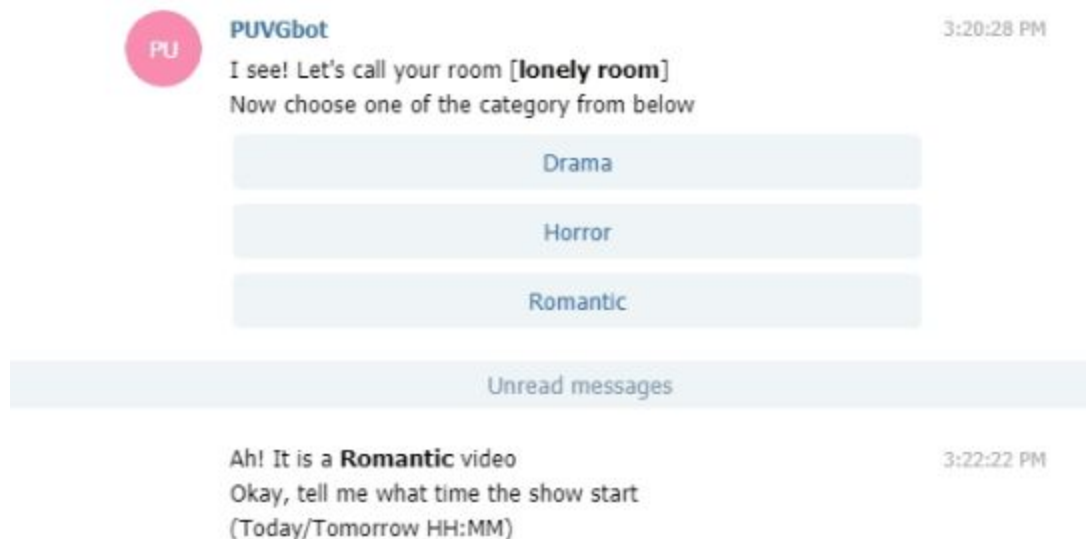 PU
PUVGbot
3:20:28 PM
I see! Let's call your room [lonely room]
Now choose one of the category from below
Drama
Horror
Romantic
Unread messages
Ah! It is a Romantic video
3:22:22 PM
Okay, tell me what time the show start
(Today/Tomorrow HH:MM)